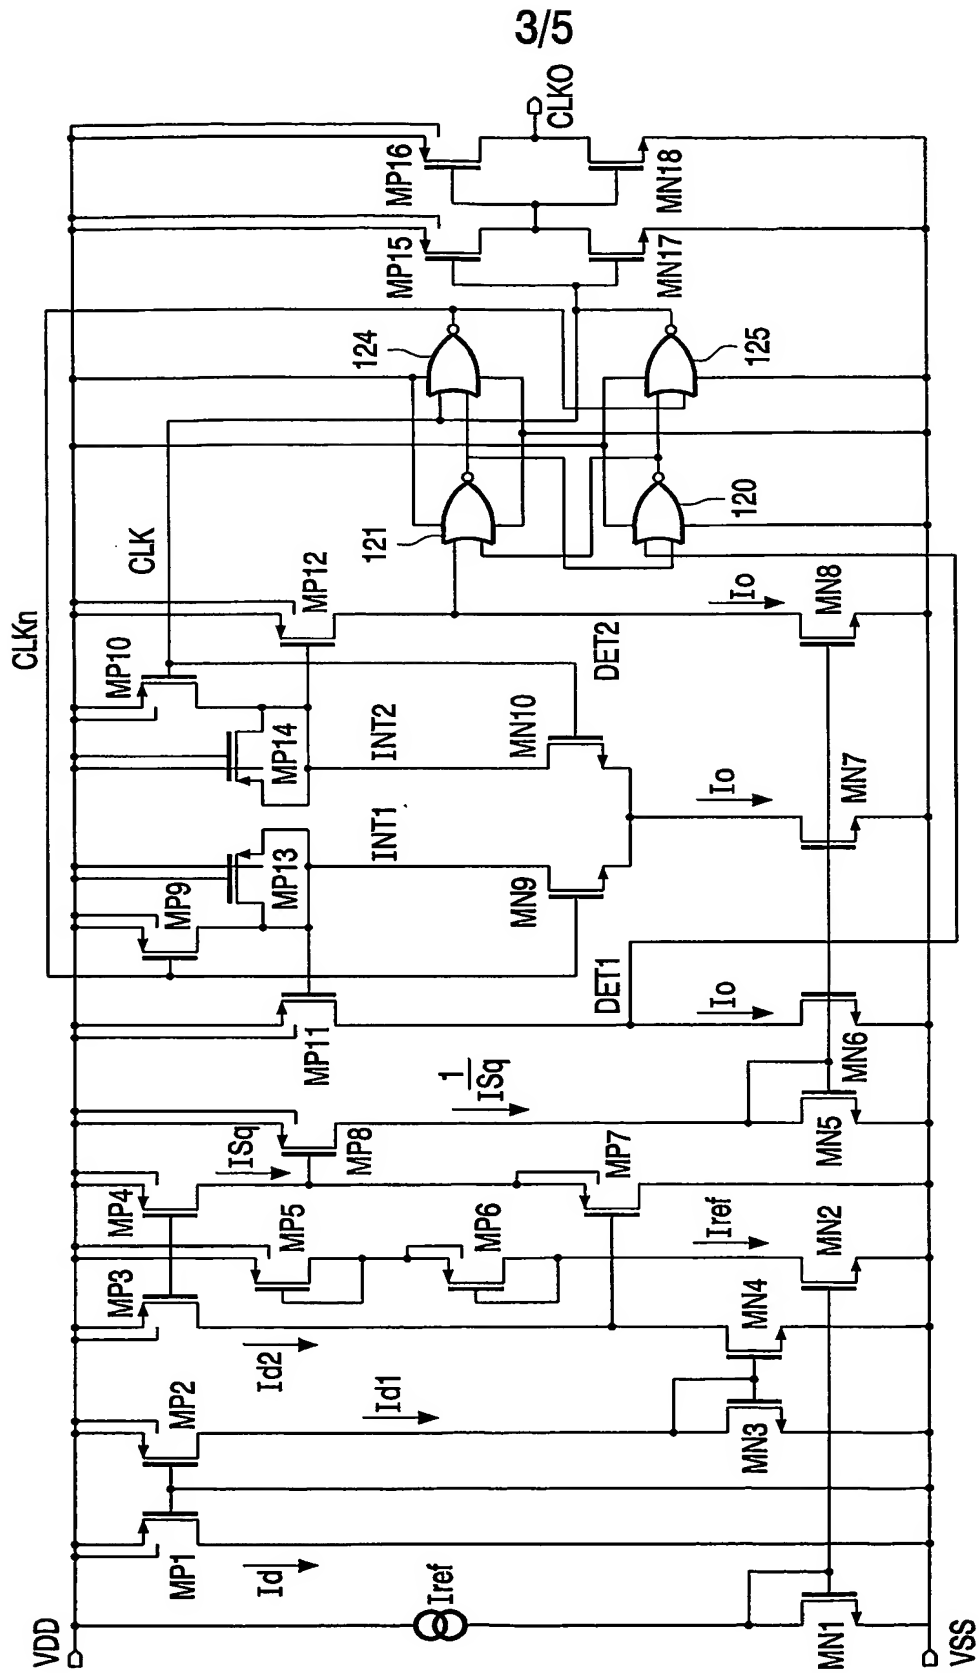 3/5
VDD
VSS
Iref
MN1
MP1
Id
MP2
Id1
MN3
MN4
MP3
Id2
MP4
MP5
MP6
Iref
MN2
MP7
ISq
MP8
1
ISq
MN5
MN6
MP11
DET1
Io
MP9
MP13
INT1
MN9
CLKn
MP10
MP14
INT2
MN10
Io
MN7
CLK
MP12
DET2
Io
MN8
121
120
124
125
MP15
MN17
MP16
MN18
CLKO